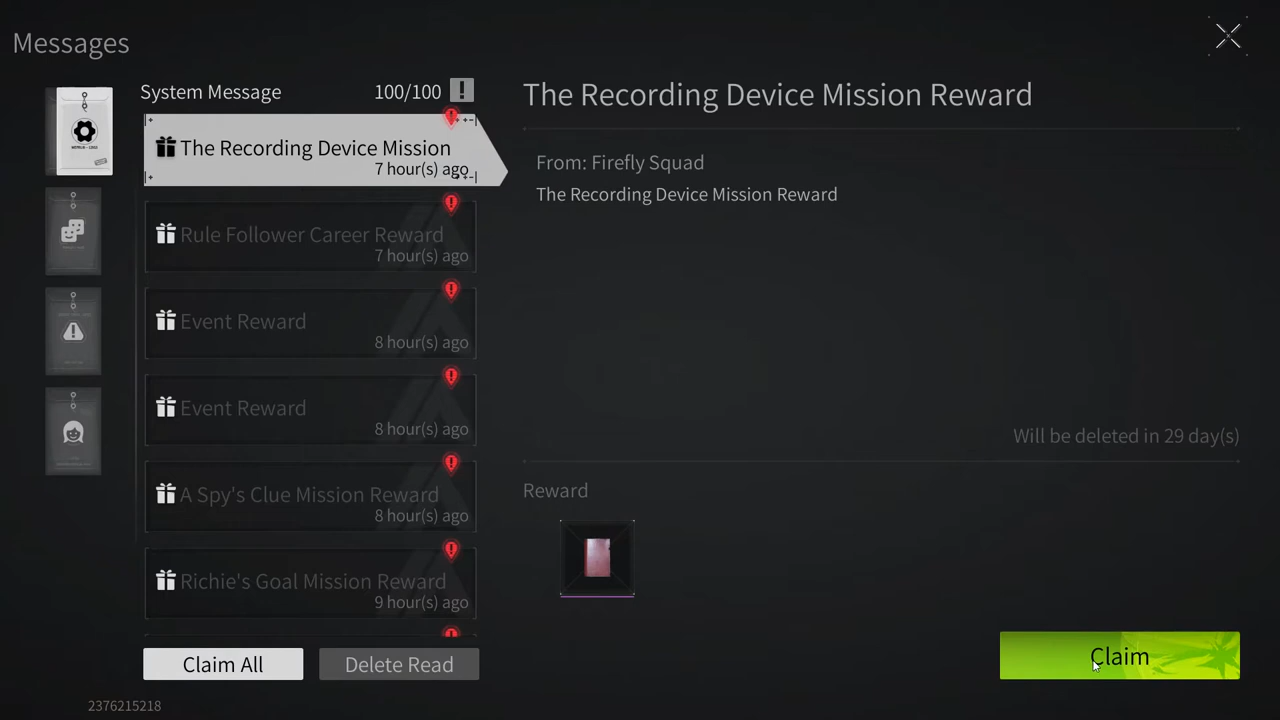 Messages
System Message 100/100
The Recording Device Mission
7 hour(s) ago
Rule Follower Career Reward
7 hour(s) ago
Event Reward
8 hour(s) ago
Event Reward
8 hour(s) ago
A Spy's Clue Mission Reward
8 hour(s) ago
Richie's Goal Mission Reward
9 hour(s) ago
Claim All
Delete Read
2376215218
The Recording Device Mission Reward
From: Firefly Squad
The Recording Device Mission Reward
Will be deleted in 29 day(s)
Reward
Claim